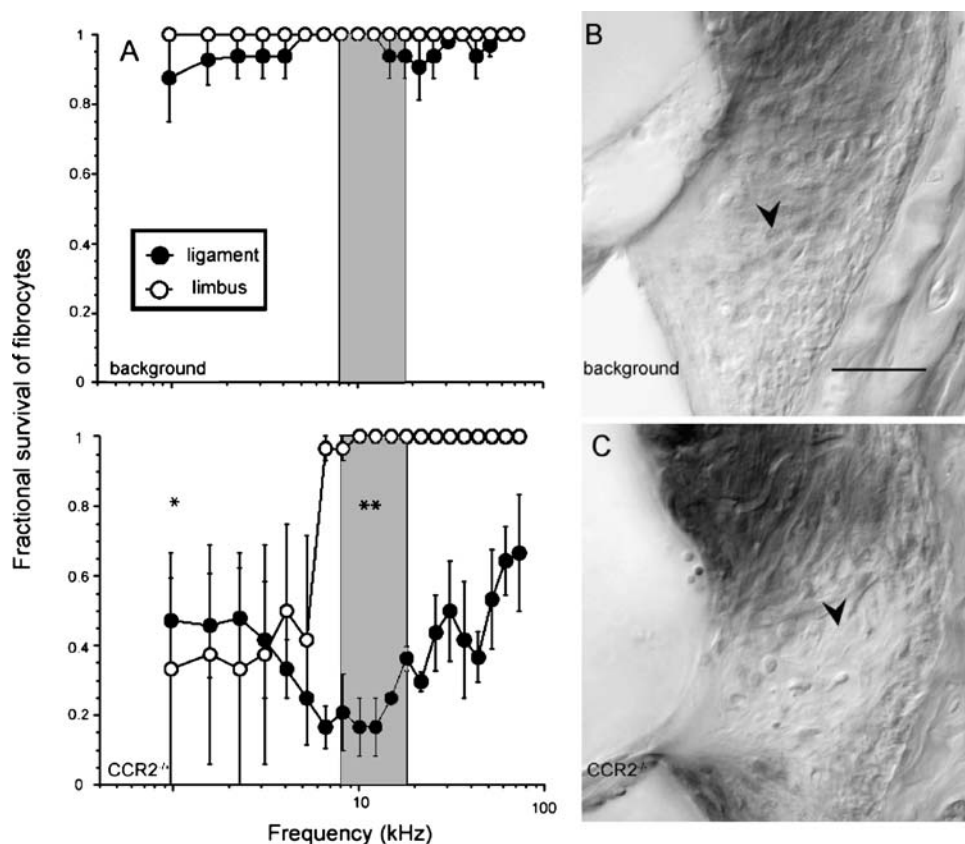 A
Fractional survival of fibrocytes
1
0.8
0.6
0.4
0.2
0
ligament
limbus
background
1
0.8
0.6
0.4
0.2
0
*
**
CCR2-/-
1
10
100
Frequency (kHz)
B
background
C
CCR2-/-